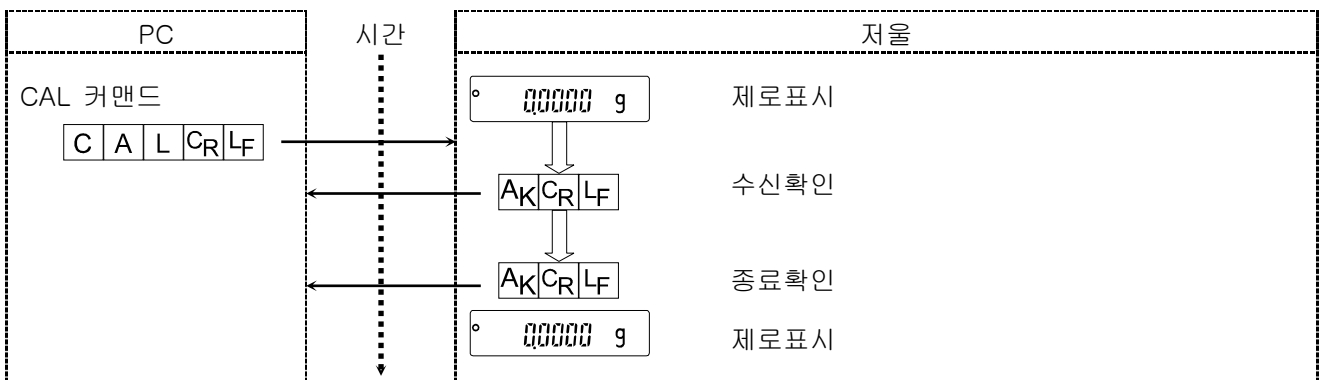 PC 시간 저울
CAL 커맨드 0.0000 g 제로표시
C A L CR LF
AK CR LF 수신확인
AK CR LF 종료확인
0.0000 g 제로표시